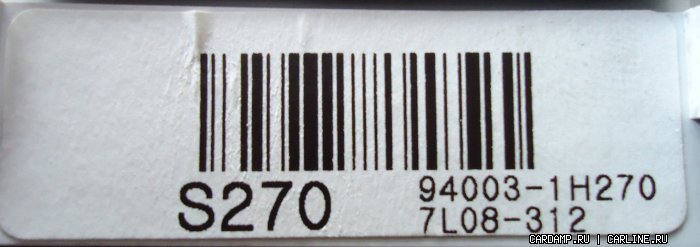 S270 94003-1H270
7L08-312
CARDAMP.RU | CARLINE.RU